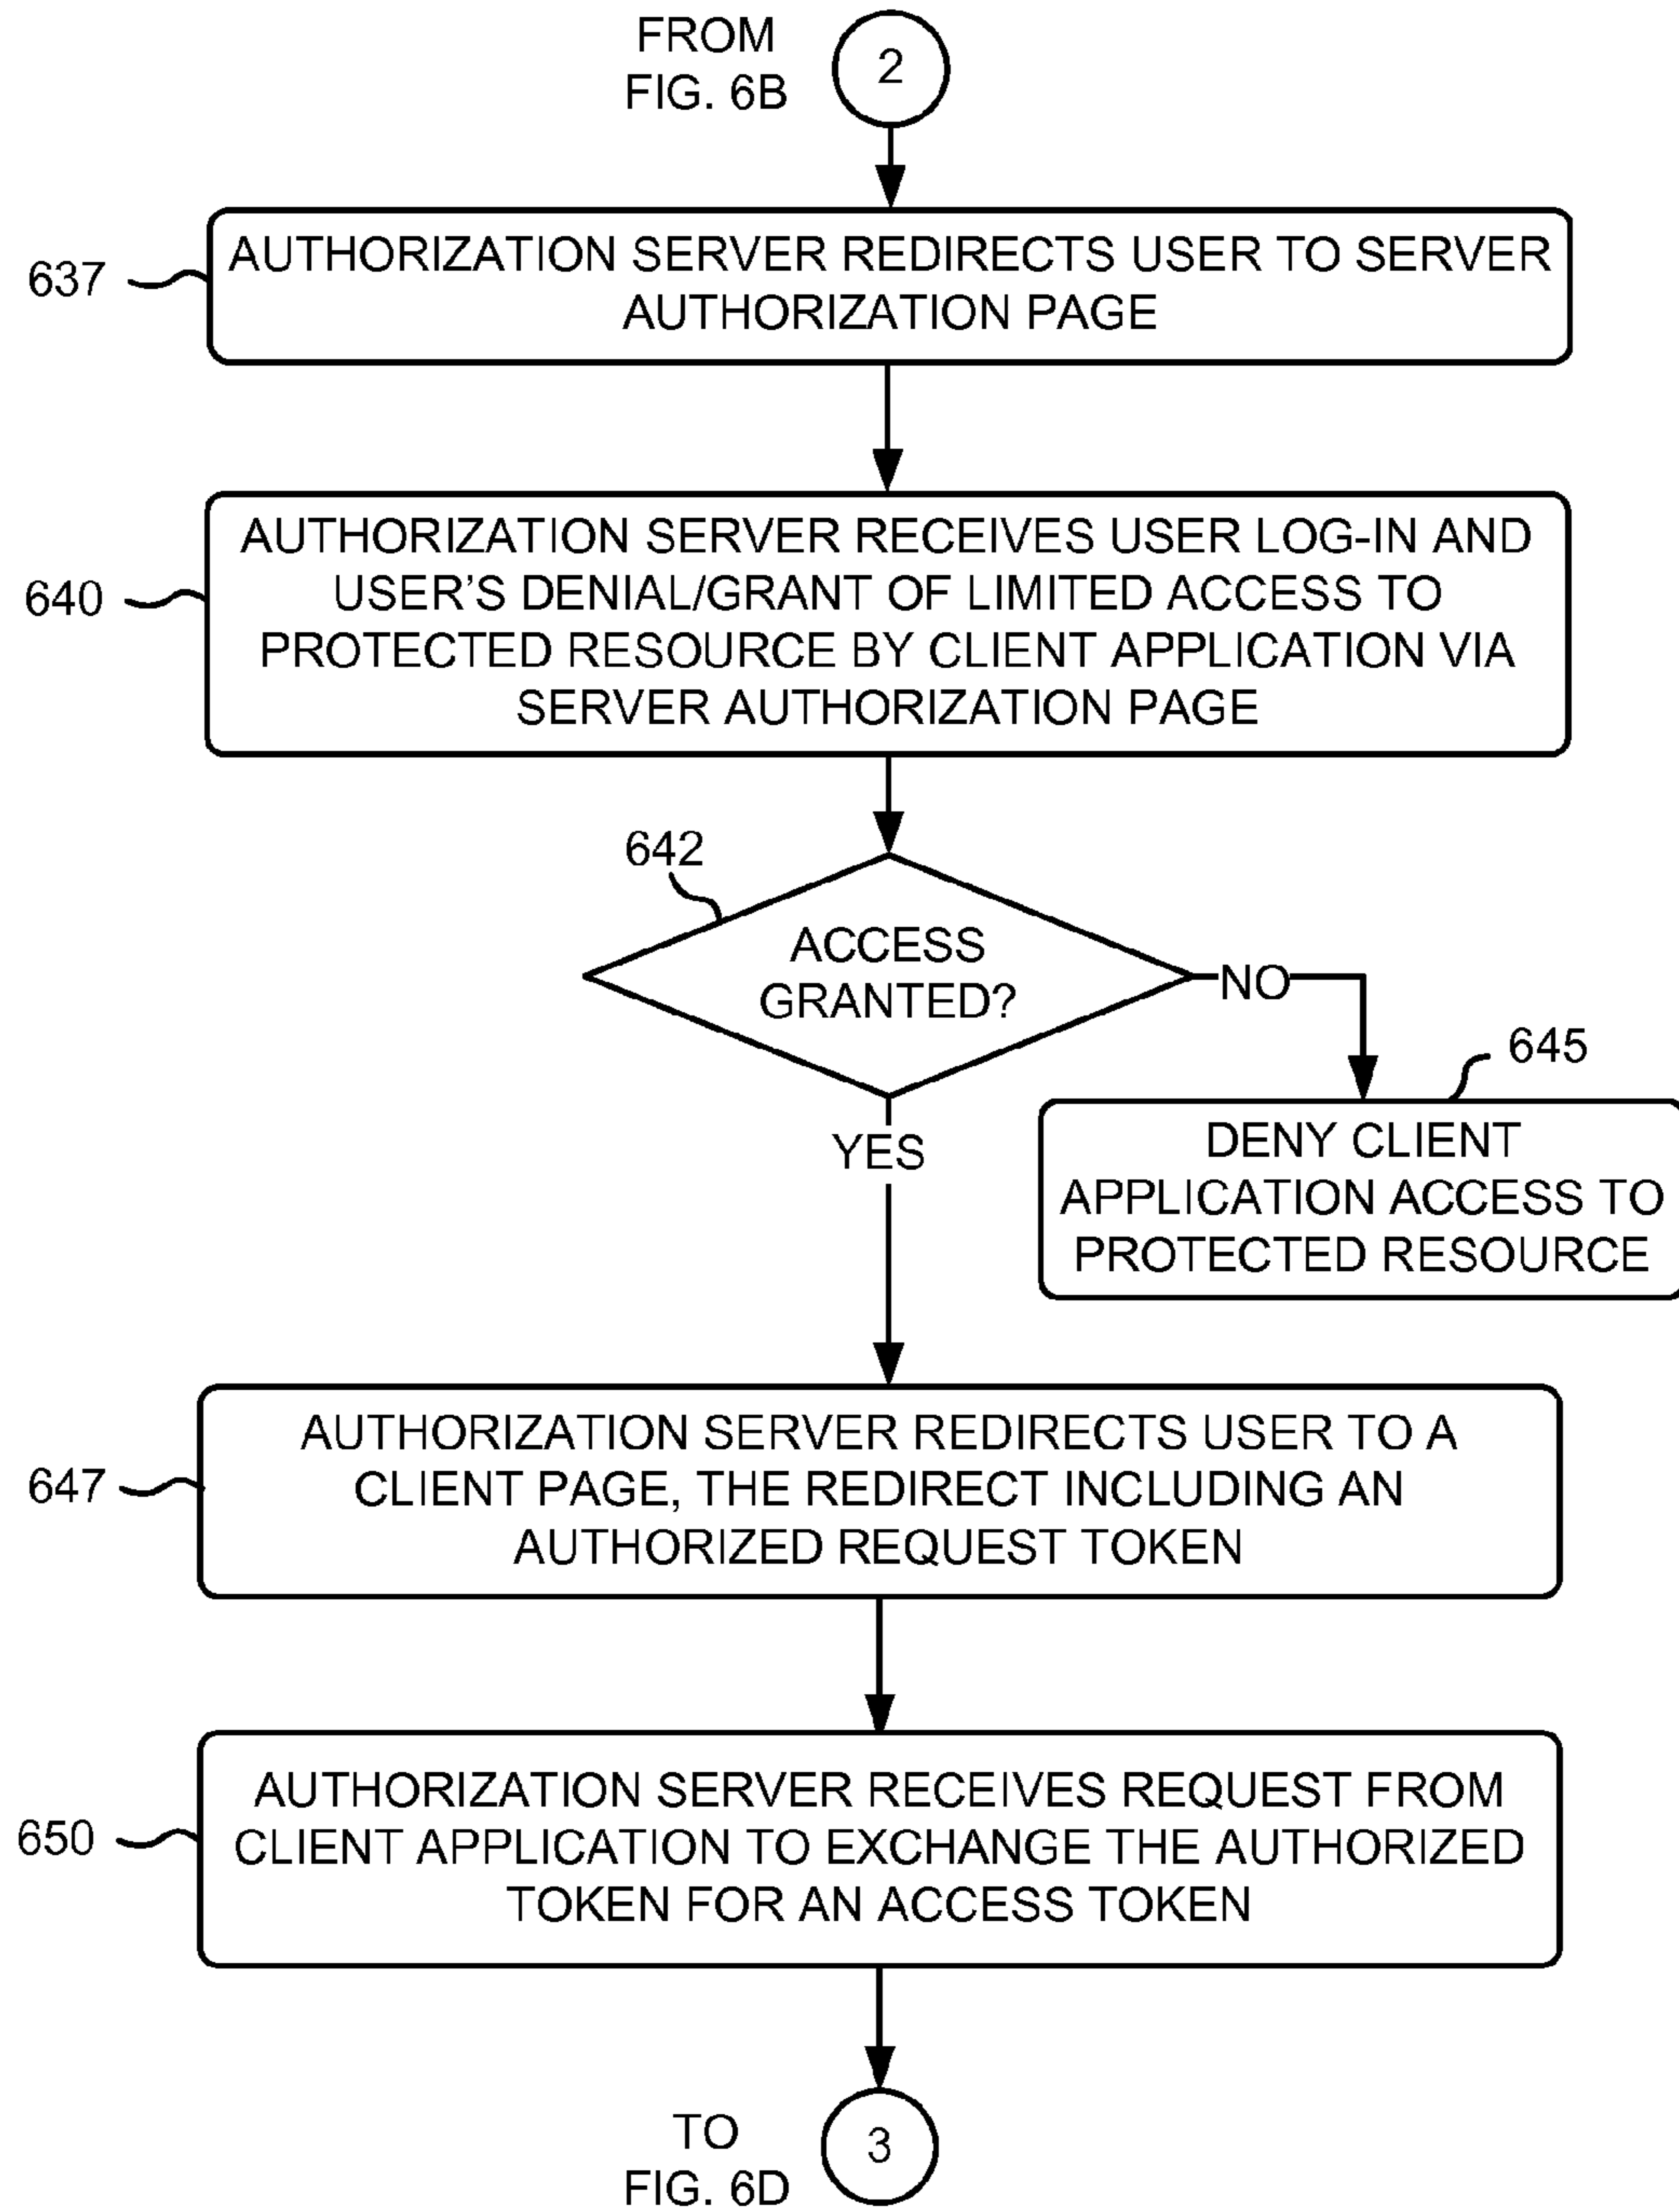 FROM
FIG. 6B
2
637
AUTHORIZATION SERVER REDIRECTS USER TO SERVER
AUTHORIZATION PAGE
640
AUTHORIZATION SERVER RECEIVES USER LOG-IN AND
USER'S DENIAL/GRANT OF LIMITED ACCESS TO
PROTECTED RESOURCE BY CLIENT APPLICATION VIA
SERVER AUTHORIZATION PAGE
642
ACCESS
GRANTED?
NO
645
DENY CLIENT
APPLICATION ACCESS TO
PROTECTED RESOURCE
YES
647
AUTHORIZATION SERVER REDIRECTS USER TO A
CLIENT PAGE, THE REDIRECT INCLUDING AN
AUTHORIZED REQUEST TOKEN
650
AUTHORIZATION SERVER RECEIVES REQUEST FROM
CLIENT APPLICATION TO EXCHANGE THE AUTHORIZED
TOKEN FOR AN ACCESS TOKEN
TO
FIG. 6D
3